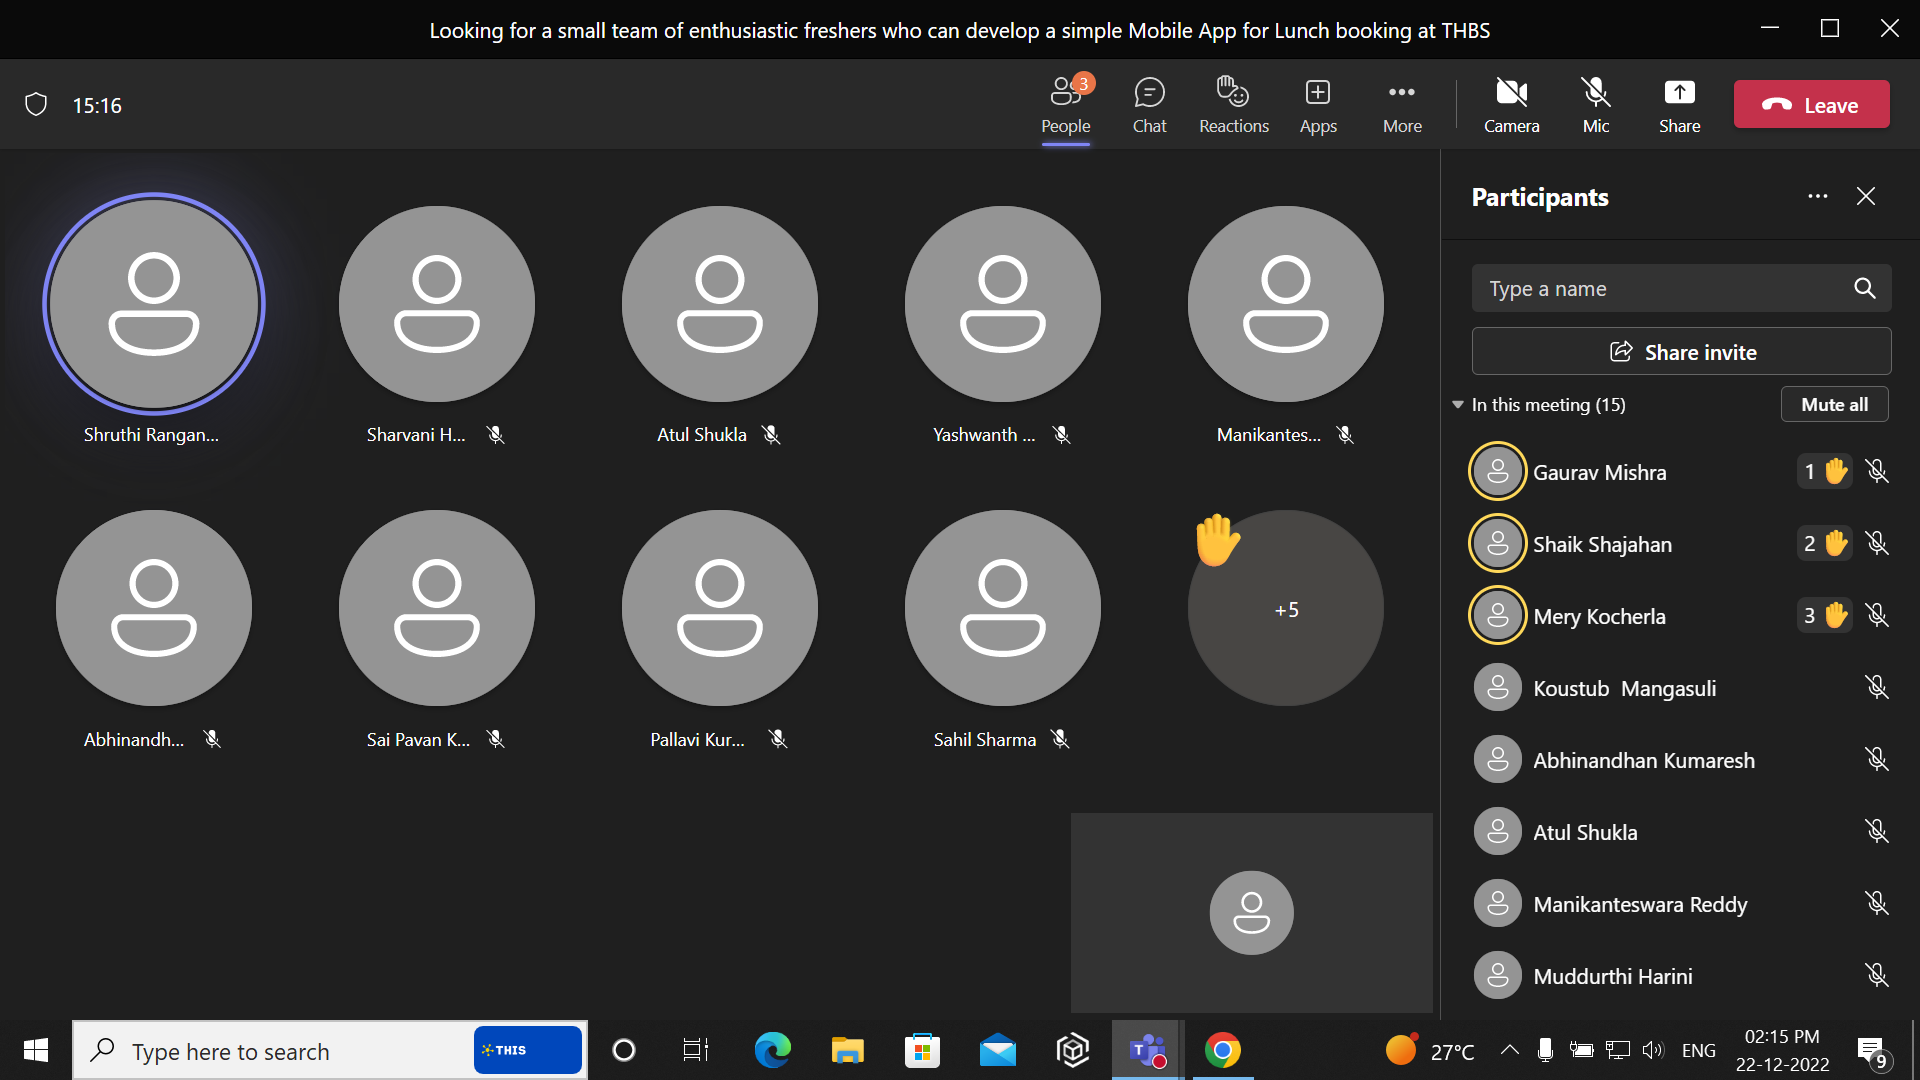 Looking for a small team of enthusiastic freshers who can develop a simple Mobile App for Lunch booking at THBS
15:16
3
People
Chat
Reactions
Apps
More
Camera
Mic
Share
Leave
Shruthi Rangan...
Sharvani H...
Atul Shukla
Yashwanth ...
Manikantes...
Abhinandh...
Sai Pavan K...
Pallavi Kur...
Sahil Sharma
+5
Participants
Type a name
Share invite
In this meeting (15)
Mute all
Gaurav Mishra
1
Shaik Shajahan
2
Mery Kocherla
3
Koustub  Mangasuli
Abhinandhan Kumaresh
Atul Shukla
Manikanteswara Reddy
Muddurthi Harini
Type here to search
THIS
T
27°C
ENG
02:15 PM
22-12-2022
9